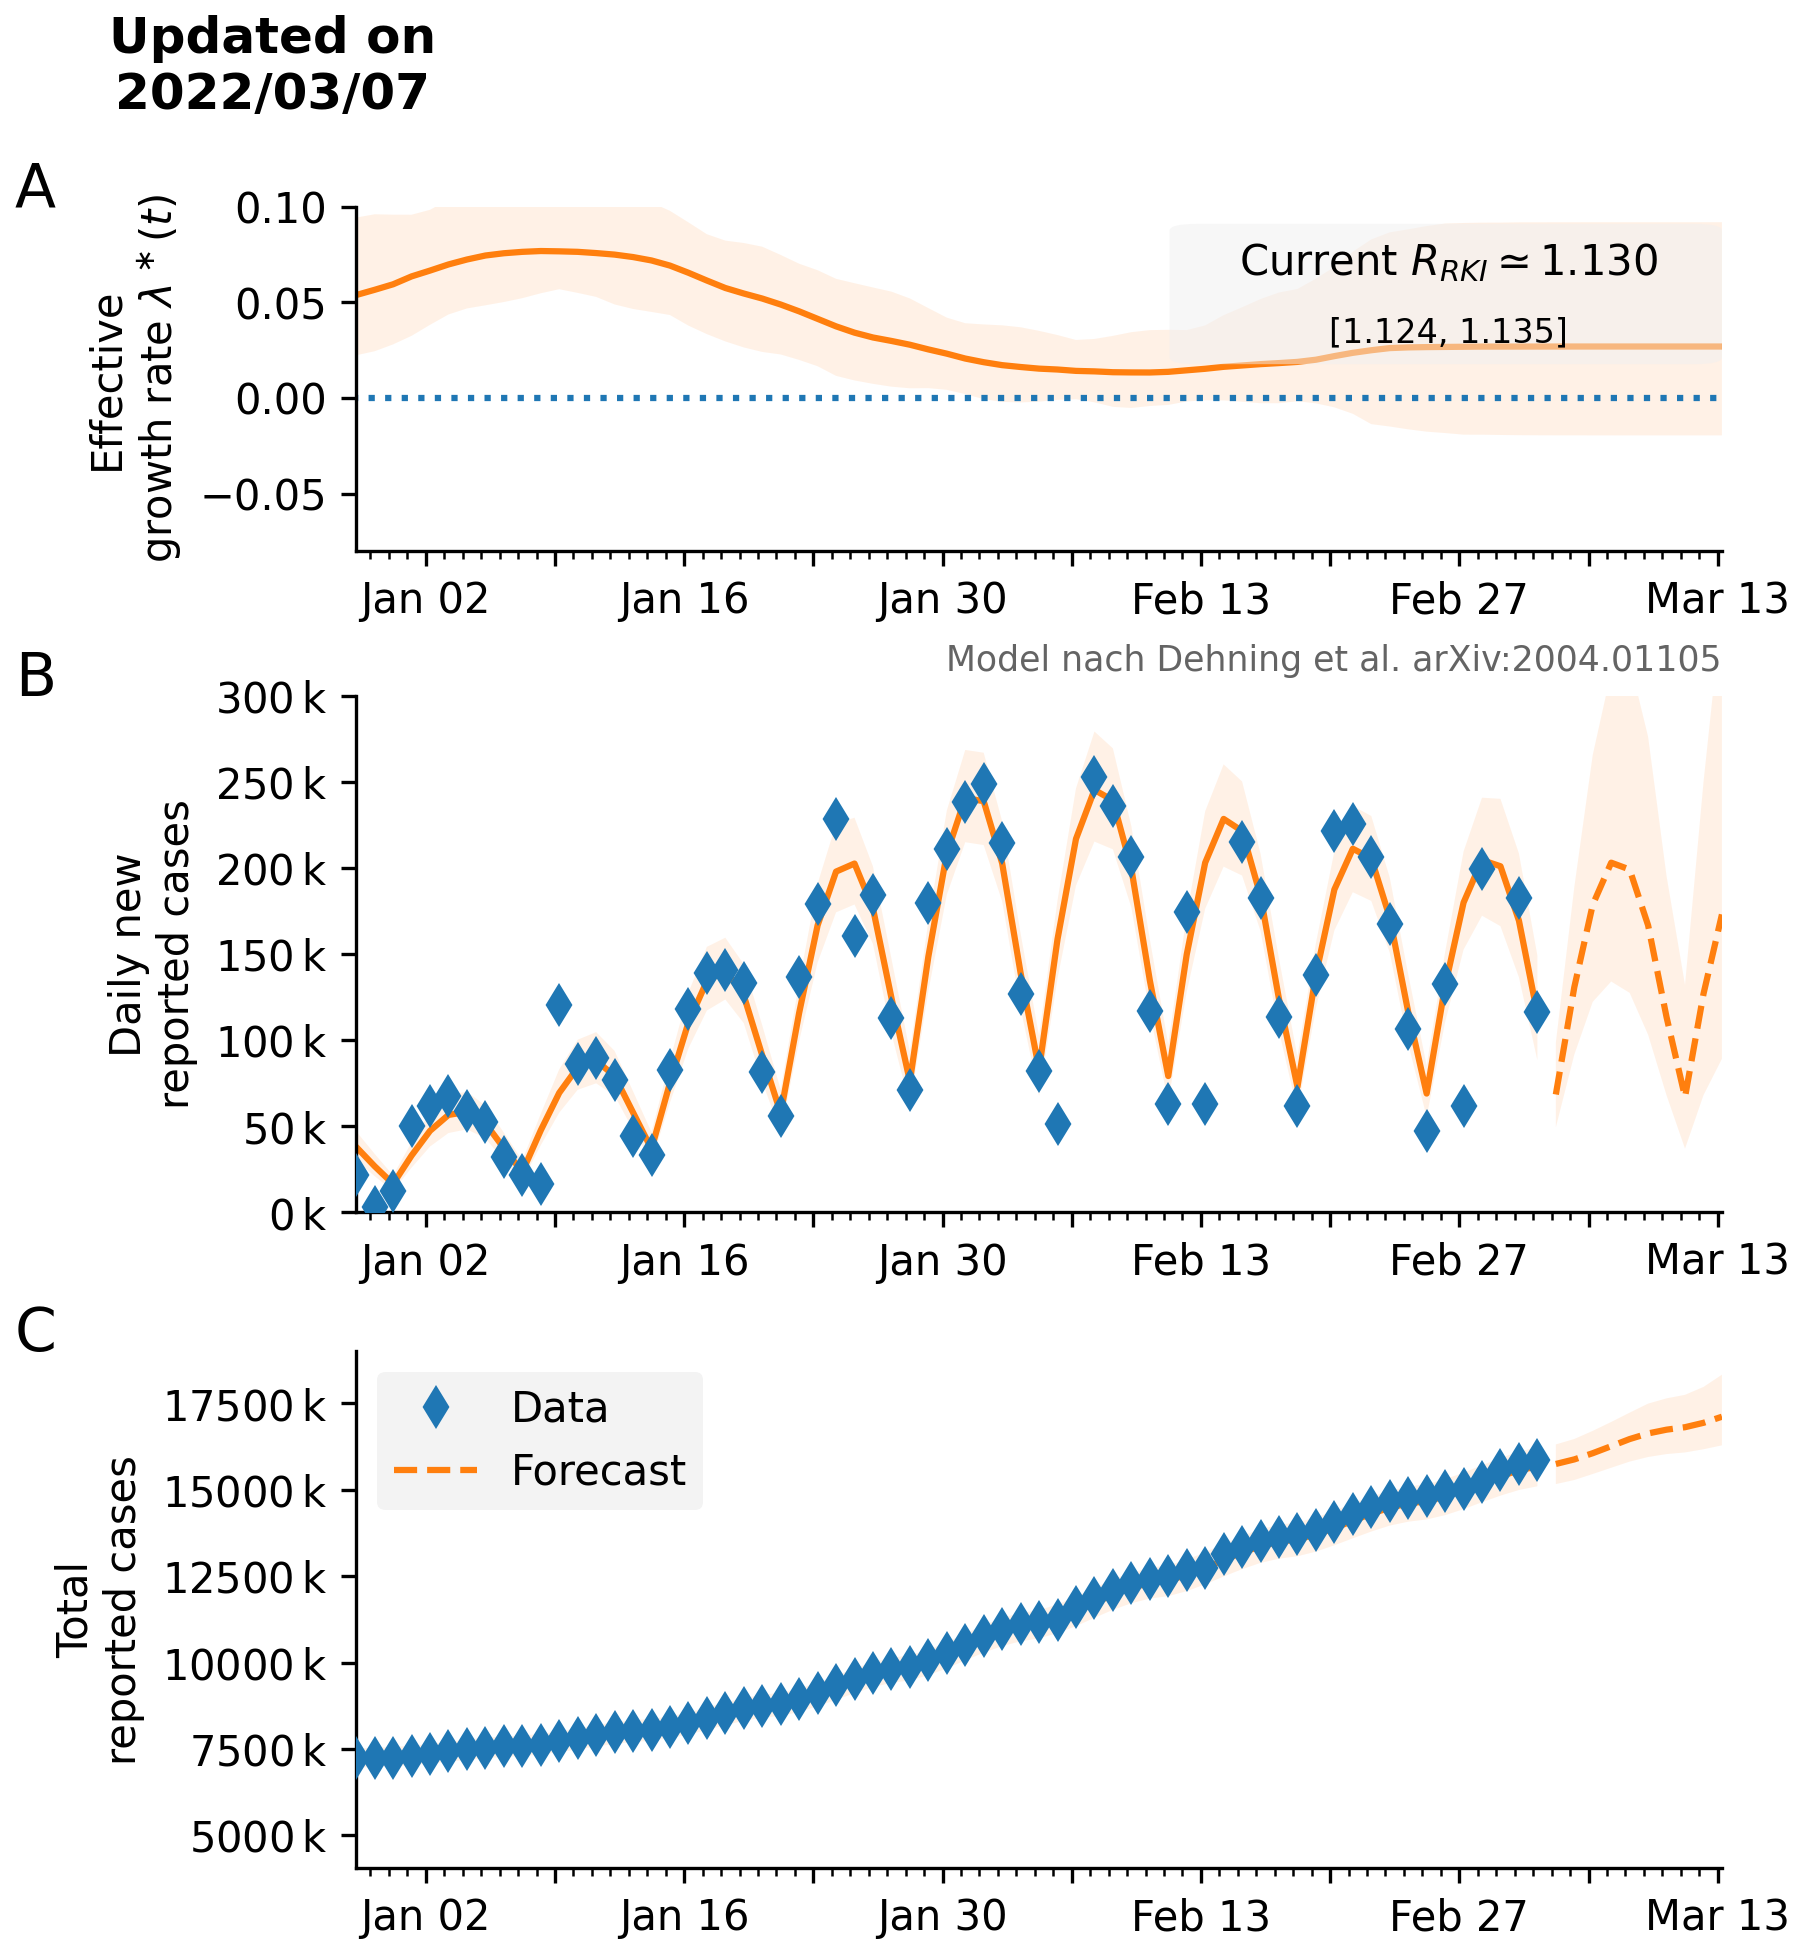 Updated on
2022/03/07
A
Effective
growth rate λ * (t)
0.10
0.05
0.00
−0.05
Current R_RKI ≃ 1.130
[1.124, 1.135]
Jan 02 Jan 16 Jan 30 Feb 13 Feb 27 Mar 13
Model nach Dehning et al. arXiv:2004.01105
B
Daily new
reported cases
300 k
250 k
200 k
150 k
100 k
50 k
0 k
Jan 02 Jan 16 Jan 30 Feb 13 Feb 27 Mar 13
C
Total
reported cases
17500 k
15000 k
12500 k
10000 k
7500 k
5000 k
Data
Forecast
Jan 02 Jan 16 Jan 30 Feb 13 Feb 27 Mar 13